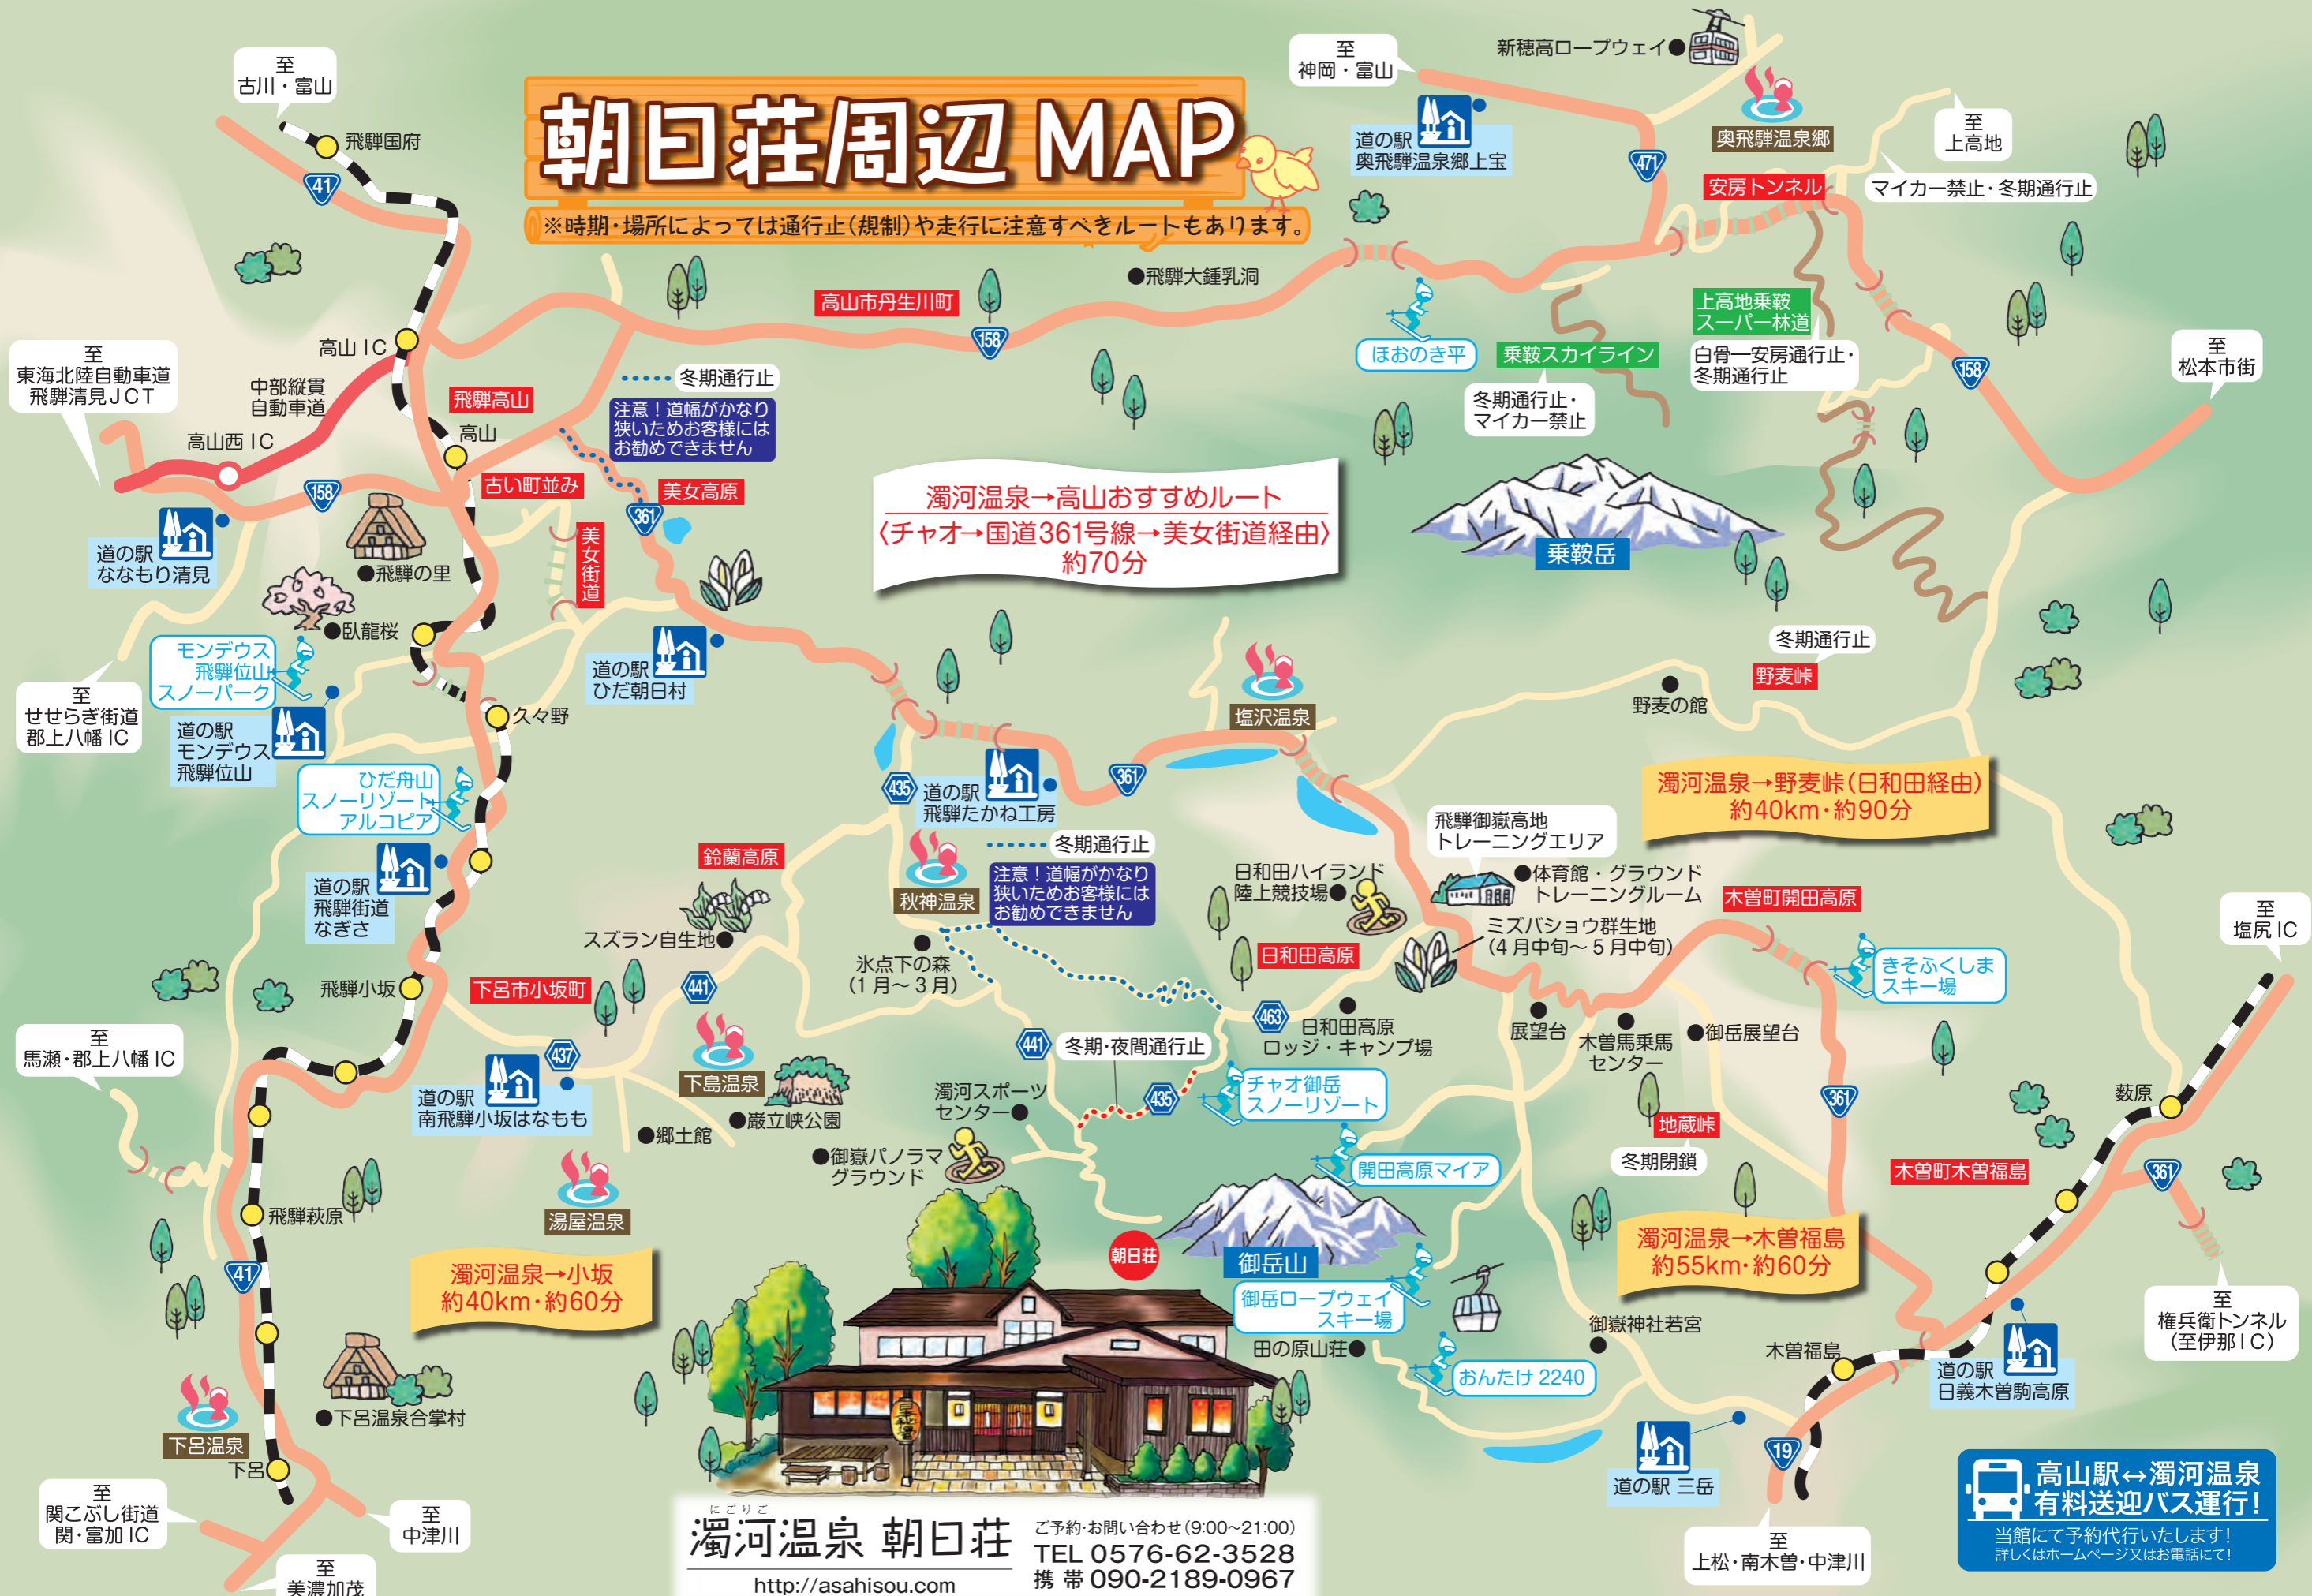 朝日荘周辺 MAP
※時期・場所によっては通行止(規制)や走行に注意すべきルートもあります。
至
古川・富山
飛騨国府
41
至
神岡・富山
新穂高ロープウェイ
道の駅
奥飛騨温泉郷上宝
471
奥飛騨温泉郷
至
上高地
安房トンネル
マイカー禁止・冬期通行止
飛騨大鍾乳洞
高山市丹生川町
158
ほおのき平
乗鞍スカイライン
冬期通行止・
マイカー禁止
上高地乗鞍
スーパー林道
白骨―安房通行止・
冬期通行止
158
至
松本市街
高山IC
至
東海北陸自動車道
飛騨清見JCT
中部縦貫
自動車道
高山西IC
飛騨高山
高山
冬期通行止
注意！道幅がかなり
狭いためお客様には
お勧めできません
158
古い町並み
美女高原
361
美女街道
濁河温泉→高山おすすめルート
〈チャオ→国道361号線→美女街道経由〉
約70分
乗鞍岳
道の駅
ななもり清見
飛騨の里
臥龍桜
モンデウス
飛騨位山
スノーパーク
至
せせらぎ街道
郡上八幡IC
道の駅
モンデウス
飛騨位山
久々野
道の駅
ひだ朝日村
冬期通行止
野麦峠
野麦の館
塩沢温泉
ひだ舟山
スノーリゾート
アルコピア
435
道の駅
飛騨たかね工房
361
濁河温泉→野麦峠(日和田経由)
約40km・約90分
道の駅
飛騨街道
なぎさ
鈴蘭高原
スズラン自生地
秋神温泉
冬期通行止
注意！道幅がかなり
狭いためお客様には
お勧めできません
日和田ハイランド
陸上競技場
飛騨御嶽高地
トレーニングエリア
体育館・グラウンド
トレーニングルーム
木曽町開田高原
ミズバショウ群生地
(4月中旬〜5月中旬)
日和田高原
きそふくしま
スキー場
至
塩尻IC
飛騨小坂
下呂市小坂町
441
氷点下の森
(1月〜3月)
463
日和田高原
ロッジ・キャンプ場
展望台
木曽馬乗馬
センター
御岳展望台
至
馬瀬・郡上八幡IC
437
道の駅
南飛騨小坂はなもも
下島温泉
巌立峡公園
郷土館
441
冬期・夜間通行止
435
チャオ御岳
スノーリゾート
濁河スポーツ
センター
361
地蔵峠
冬期閉鎖
薮原
御嶽パノラマ
グラウンド
開田高原マイア
木曽町木曽福島
361
飛騨萩原
湯屋温泉
朝日荘
御岳山
濁河温泉→木曽福島
約55km・約60分
41
濁河温泉→小坂
約40km・約60分
御岳ロープウェイ
スキー場
田の原山荘
御嶽神社若宮
木曽福島
道の駅
日義木曽駒高原
至
権兵衛トンネル
(至伊那IC)
おんたけ2240
下呂温泉合掌村
下呂温泉
下呂
道の駅 三岳
19
至
関こぶし街道
関・富加IC
至
中津川
至
美濃加茂
至
上松・南木曽・中津川
にごりご
濁河温泉 朝日荘
http://asahisou.com
ご予約・お問い合わせ(9:00〜21:00)
TEL 0576-62-3528
携 帯 090-2189-0967
高山駅↔濁河温泉
有料送迎バス運行！
当館にて予約代行いたします！
詳しくはホームページ又はお電話にて！